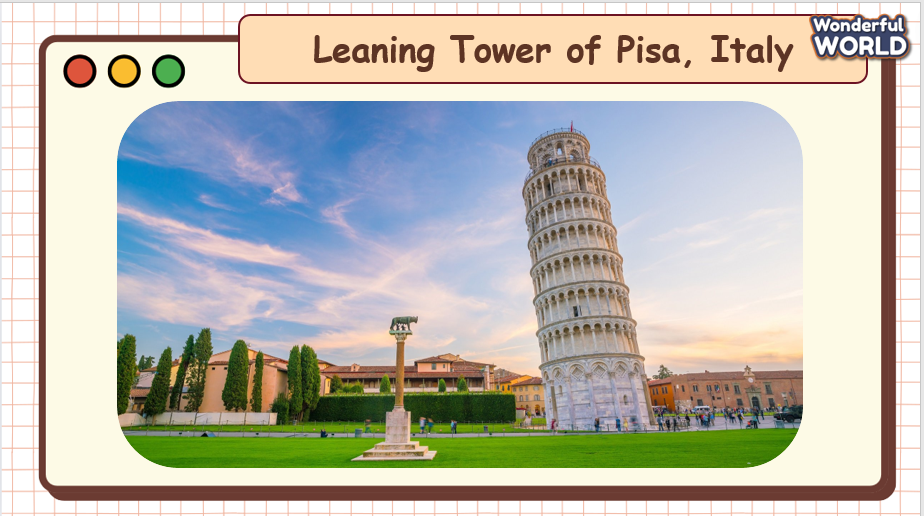 Leaning Tower of Pisa, Italy
Wonderful
WORLD